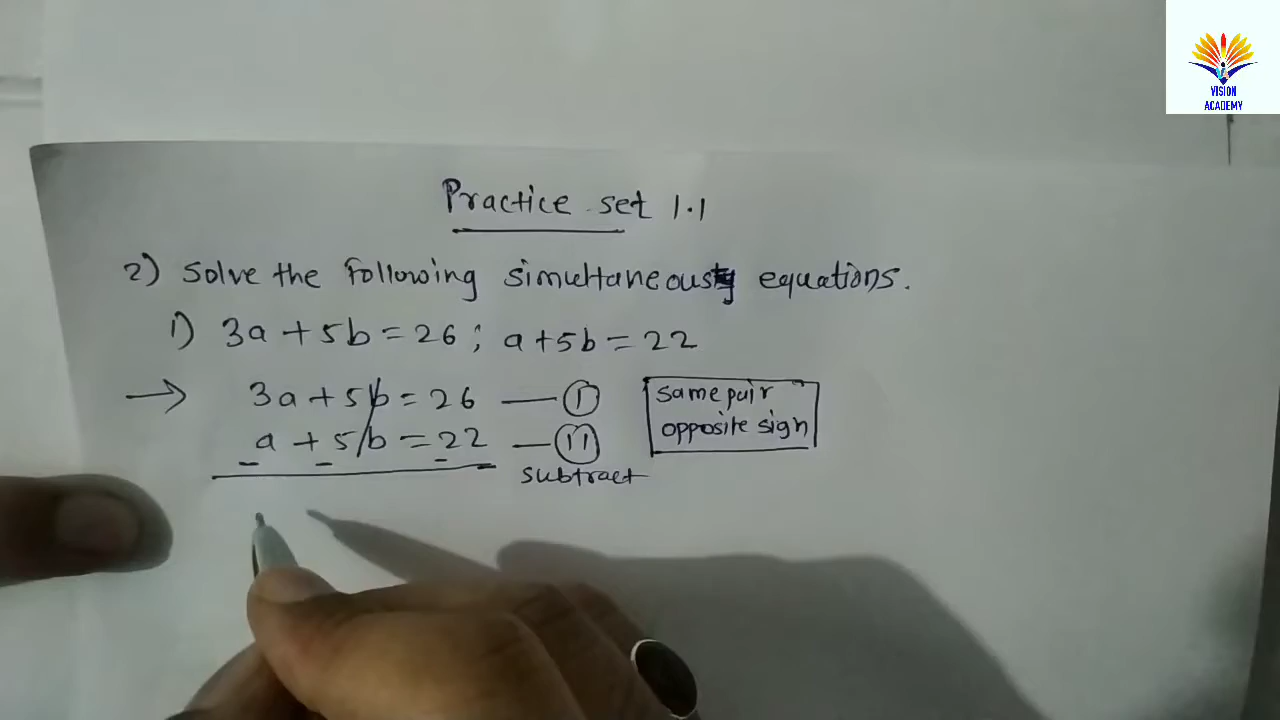 VISION
ACADEMY
Practice set 1.1
2) Solve the following simultaneous equations.
1) 3a + 5b = 26 ; a + 5b = 22
→ 3a + 5b = 26 — (I) same pair
opposite sign
a + 5b = 22 — (II)
- - -
subtract